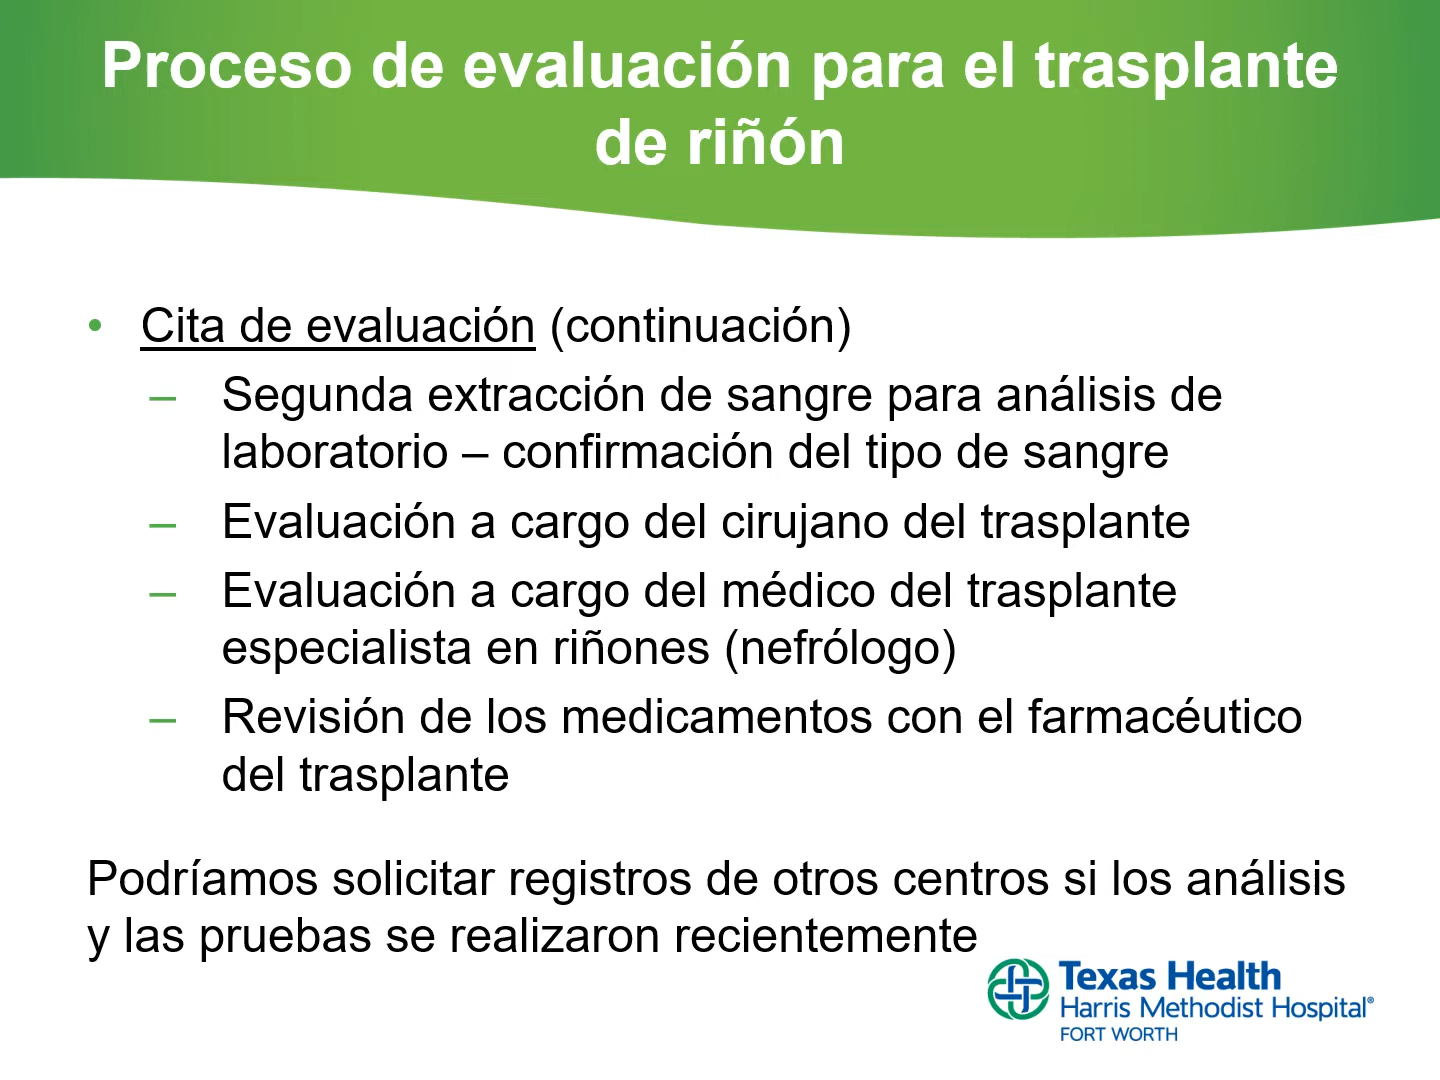 Proceso de evaluación para el trasplante
de riñón
• Cita de evaluación (continuación)
– Segunda extracción de sangre para análisis de
laboratorio – confirmación del tipo de sangre
– Evaluación a cargo del cirujano del trasplante
– Evaluación a cargo del médico del trasplante
especialista en riñones (nefrólogo)
– Revisión de los medicamentos con el farmacéutico
del trasplante
Podríamos solicitar registros de otros centros si los análisis
y las pruebas se realizaron recientemente
Texas Health
Harris Methodist Hospital®
FORT WORTH